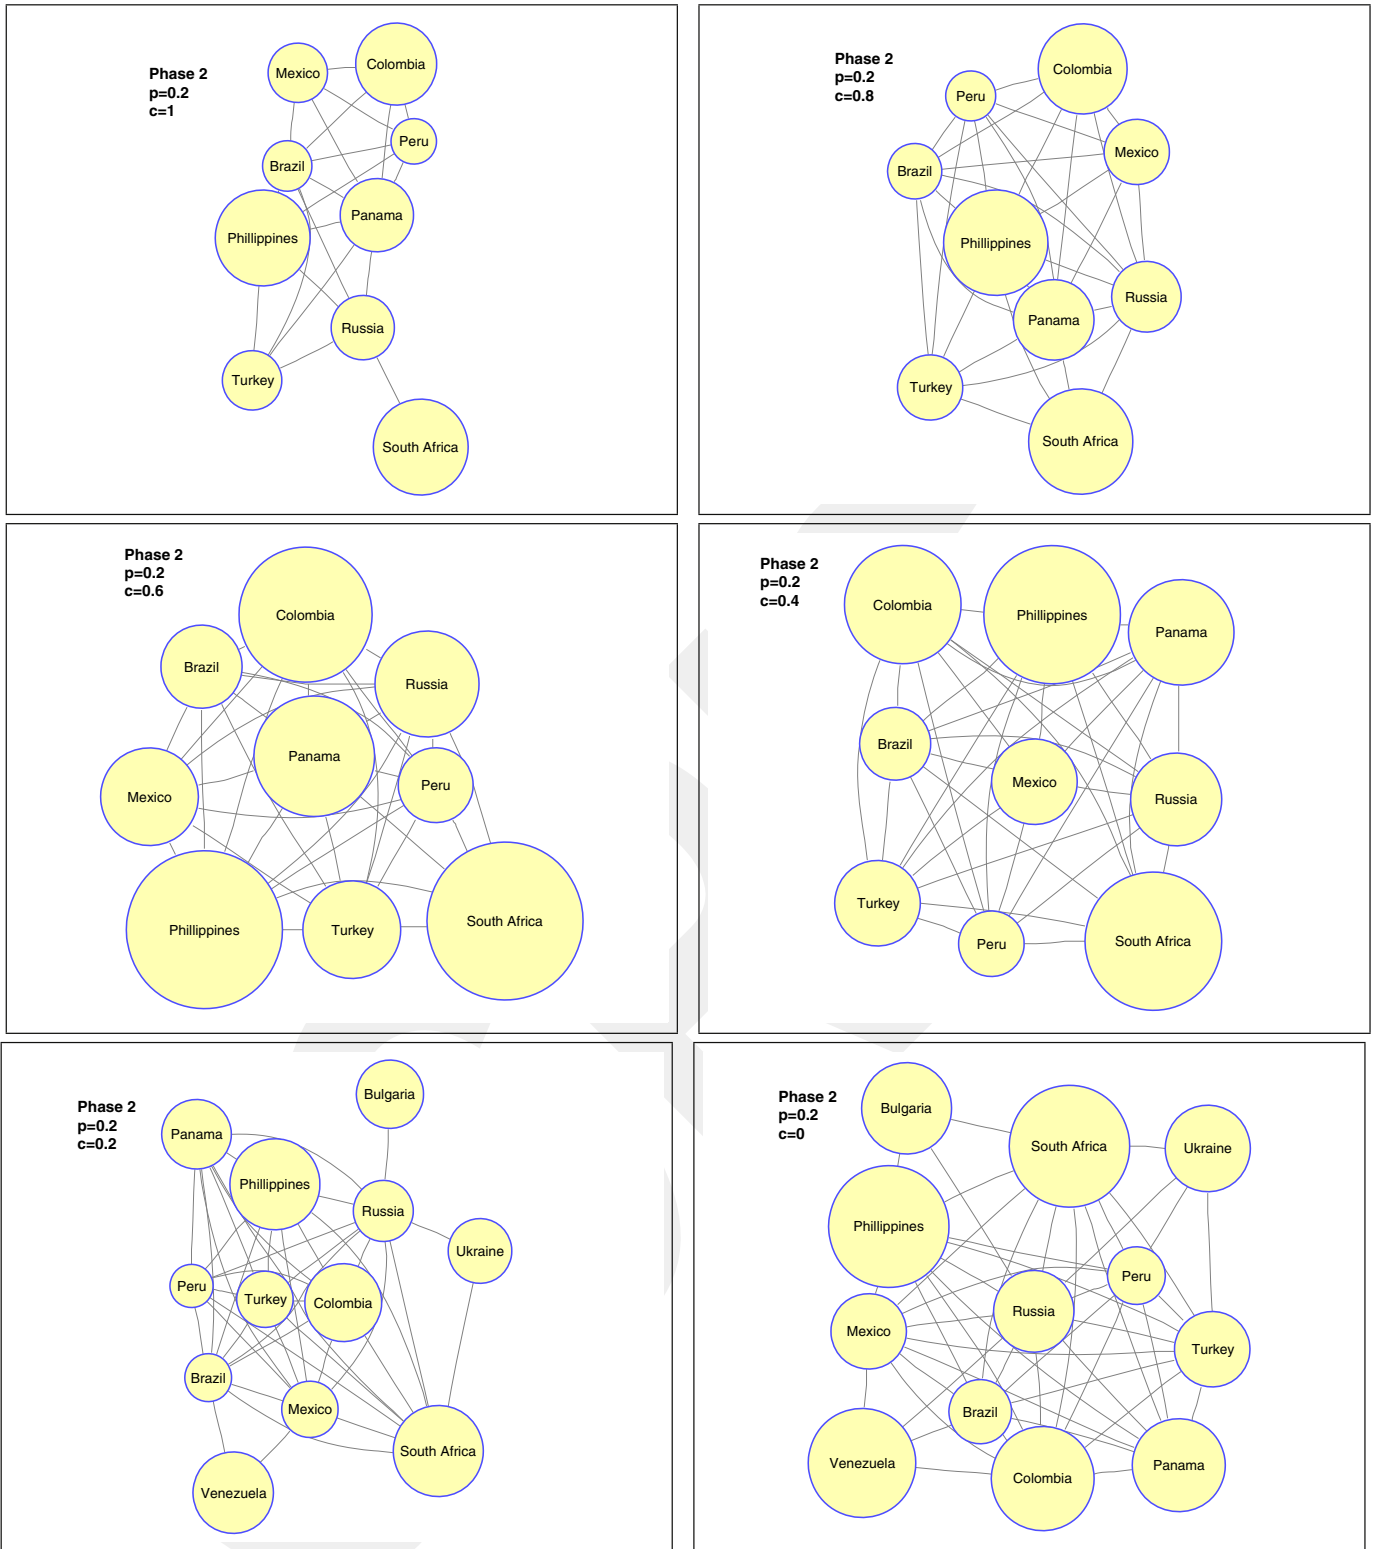 Phase 2
p=0.2
c=1
Mexico
Colombia
Peru
Brazil
Panama
Phillippines
Russia
Turkey
South Africa
Phase 2
p=0.2
c=0.8
Colombia
Peru
Mexico
Brazil
Phillippines
Russia
Panama
Turkey
South Africa
Phase 2
p=0.2
c=0.6
Colombia
Brazil
Russia
Panama
Peru
Mexico
South Africa
Phillippines
Turkey
Phase 2
p=0.2
c=0.4
Colombia
Phillippines
Panama
Brazil
Mexico
Russia
Turkey
Peru
South Africa
Phase 2
p=0.2
c=0.2
Bulgaria
Panama
Phillippines
Russia
Ukraine
Peru
Turkey
Colombia
Brazil
Mexico
South Africa
Venezuela
Phase 2
p=0.2
c=0
Bulgaria
South Africa
Ukraine
Phillippines
Peru
Russia
Mexico
Turkey
Brazil
Venezuela
Panama
Colombia